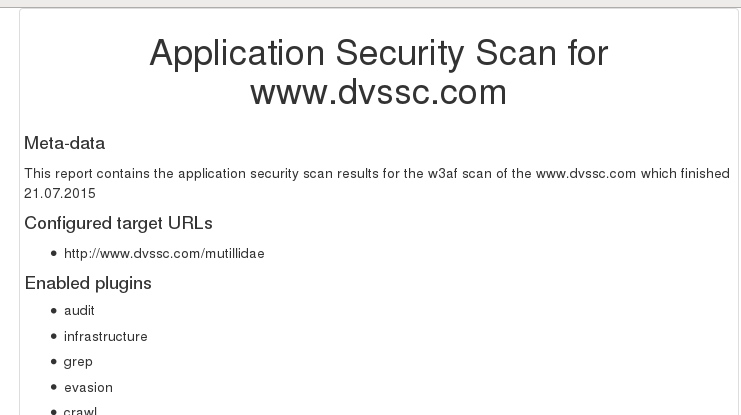 Application Security Scan for
www.dvssc.com
Meta-data
This report contains the application security scan results for the w3af scan of the www.dvssc.com which finished
21.07.2015
Configured target URLs
• http://www.dvssc.com/mutillidae
Enabled plugins
• audit
• infrastructure
• grep
• evasion
• crawl